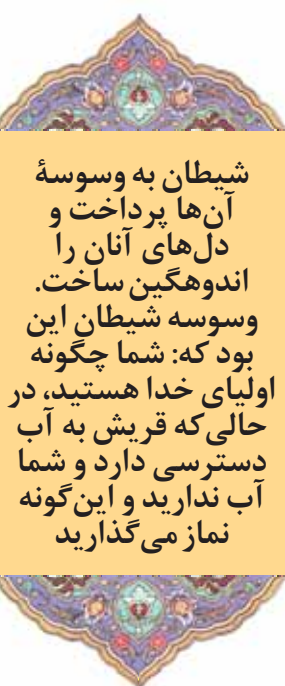 شیطان به وسوسهٔ
آن‌ها پرداخت و
دل‌های آنان را
اندوهگین ساخت.
وسوسه شیطان این
بود که: شما چگونه
اولیای خدا هستید، در
حالی‌که قریش به آب
دسترسی دارد و شما
آب ندارید و این‌گونه
نماز می‌گذارید